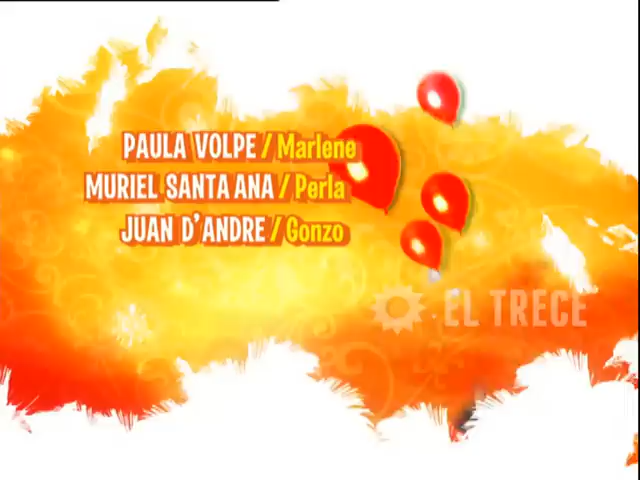 PAULA VOLPE / Marlene
MURIEL SANTA ANA / Perla
JUAN D'ANDRE / Gonzo
EL TRECE